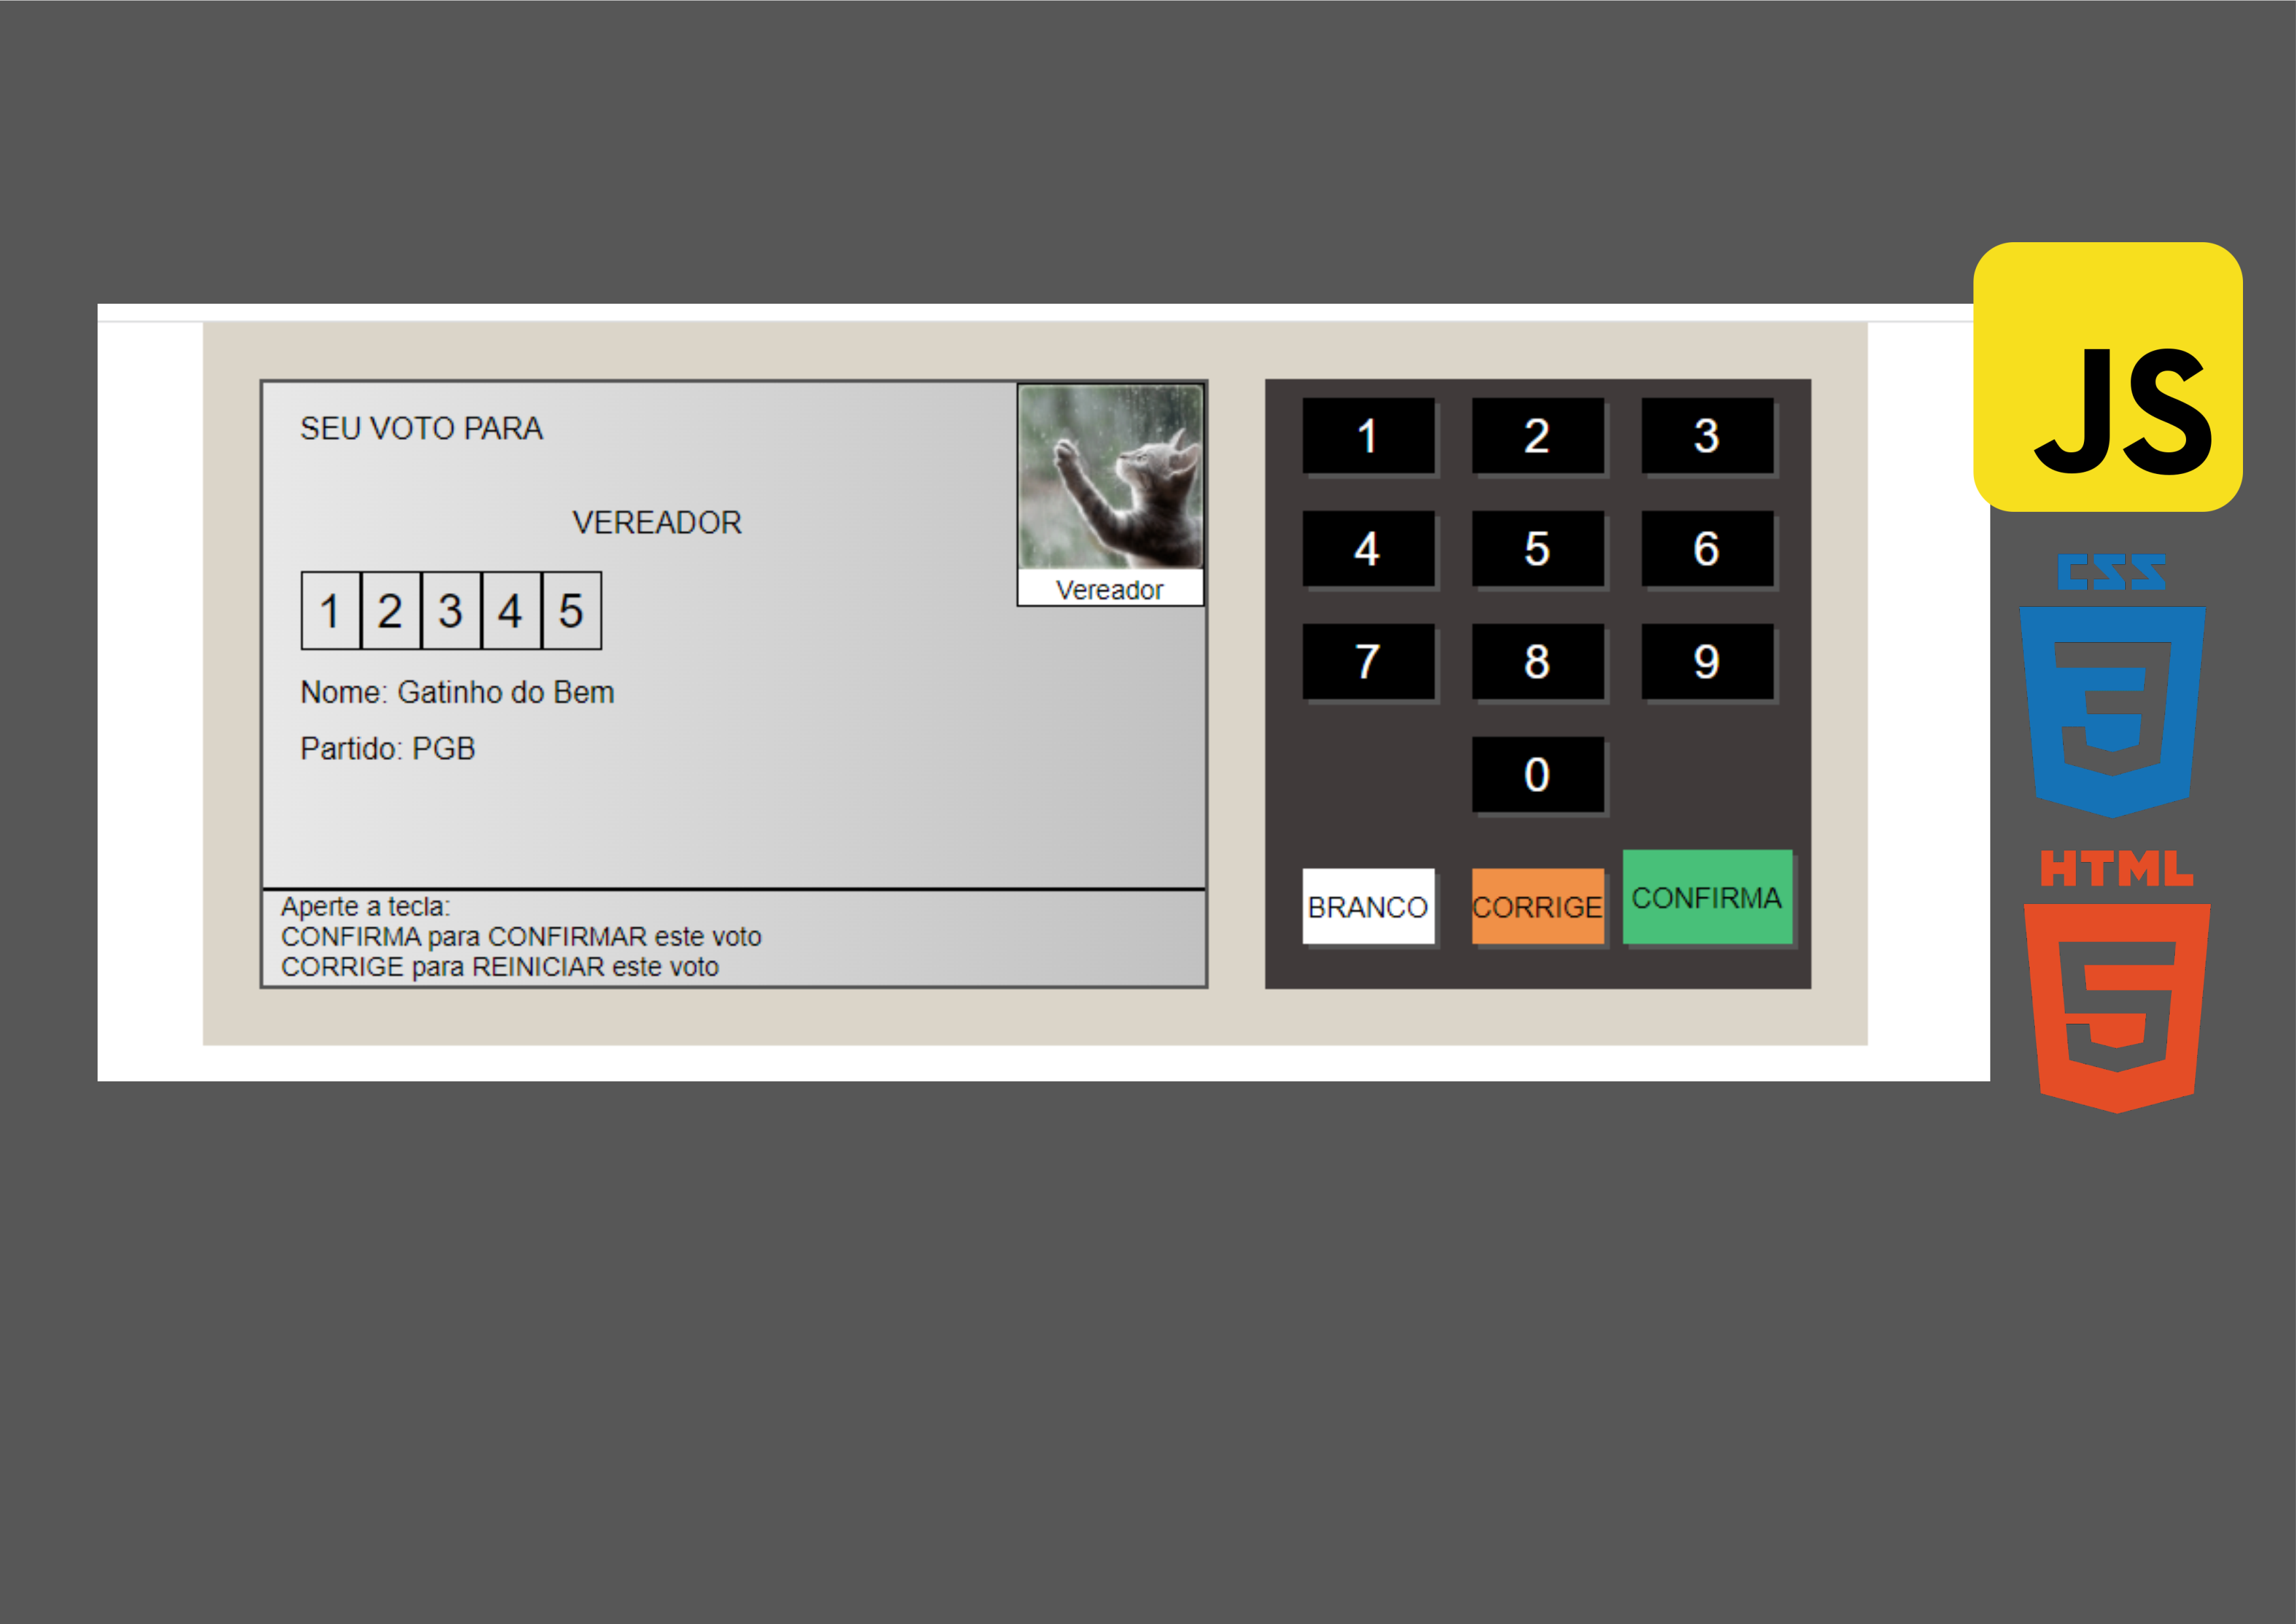 SEU VOTO PARA
VEREADOR
1 2 3 4 5
Nome: Gatinho do Bem
Partido: PGB
Vereador
Aperte a tecla:
CONFIRMA para CONFIRMAR este voto
CORRIGE para REINICIAR este voto
1 2 3
4 5 6
7 8 9
0
BRANCO CORRIGE CONFIRMA
JS
CSS
3
HTML
5